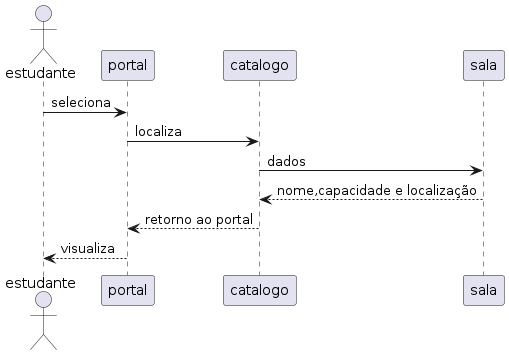 estudante
portal
catalogo
sala
seleciona
localiza
dados
nome,capacidade e localização
retorno ao portal
visualiza
estudante
portal
catalogo
sala